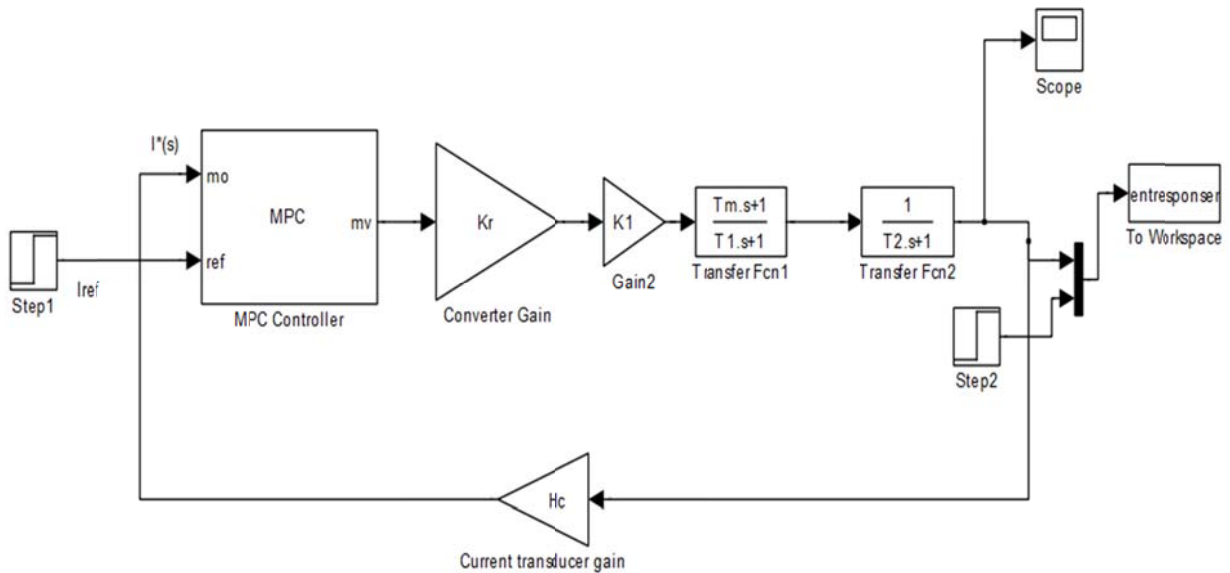 Scope
I*(s)
mo
MPC
mv
ref
Step1
Iref
MPC Controller
Kr
Converter Gain
K1
Gain2
Tm.s+1
T1.s+1
Transfer Fcn1
1
T2.s+1
Transfer Fcn2
entresponser
To Workspace
Step2
Hc
Current transducer gain